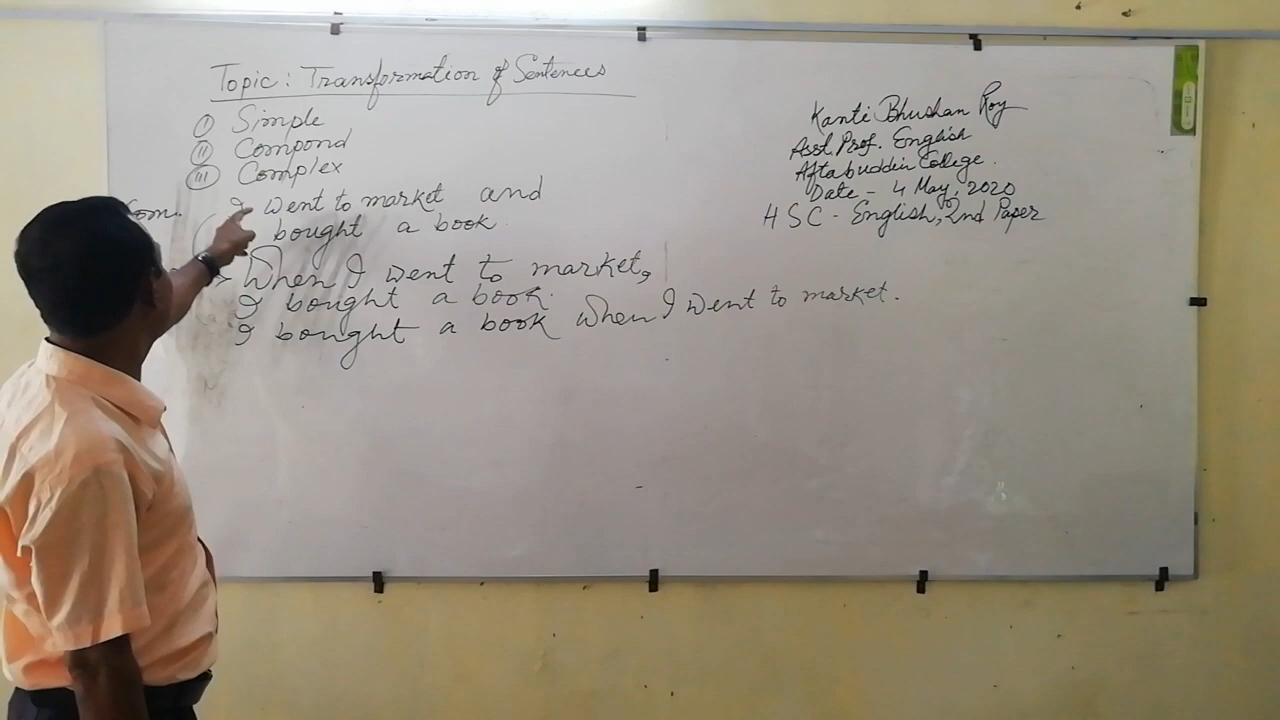 Topic: Transformation of Sentences
(i) Simple
(ii) Compond
(iii) Complex
Com. I went to market and
bought a book.
When I went to market,
I bought a book.
I bought a book when I went to market.
Kanti Bhushan Roy
Asst. Prof. English
Aftabuddin College.
Date - 4 May, 2020
HSC - English, 2nd Paper